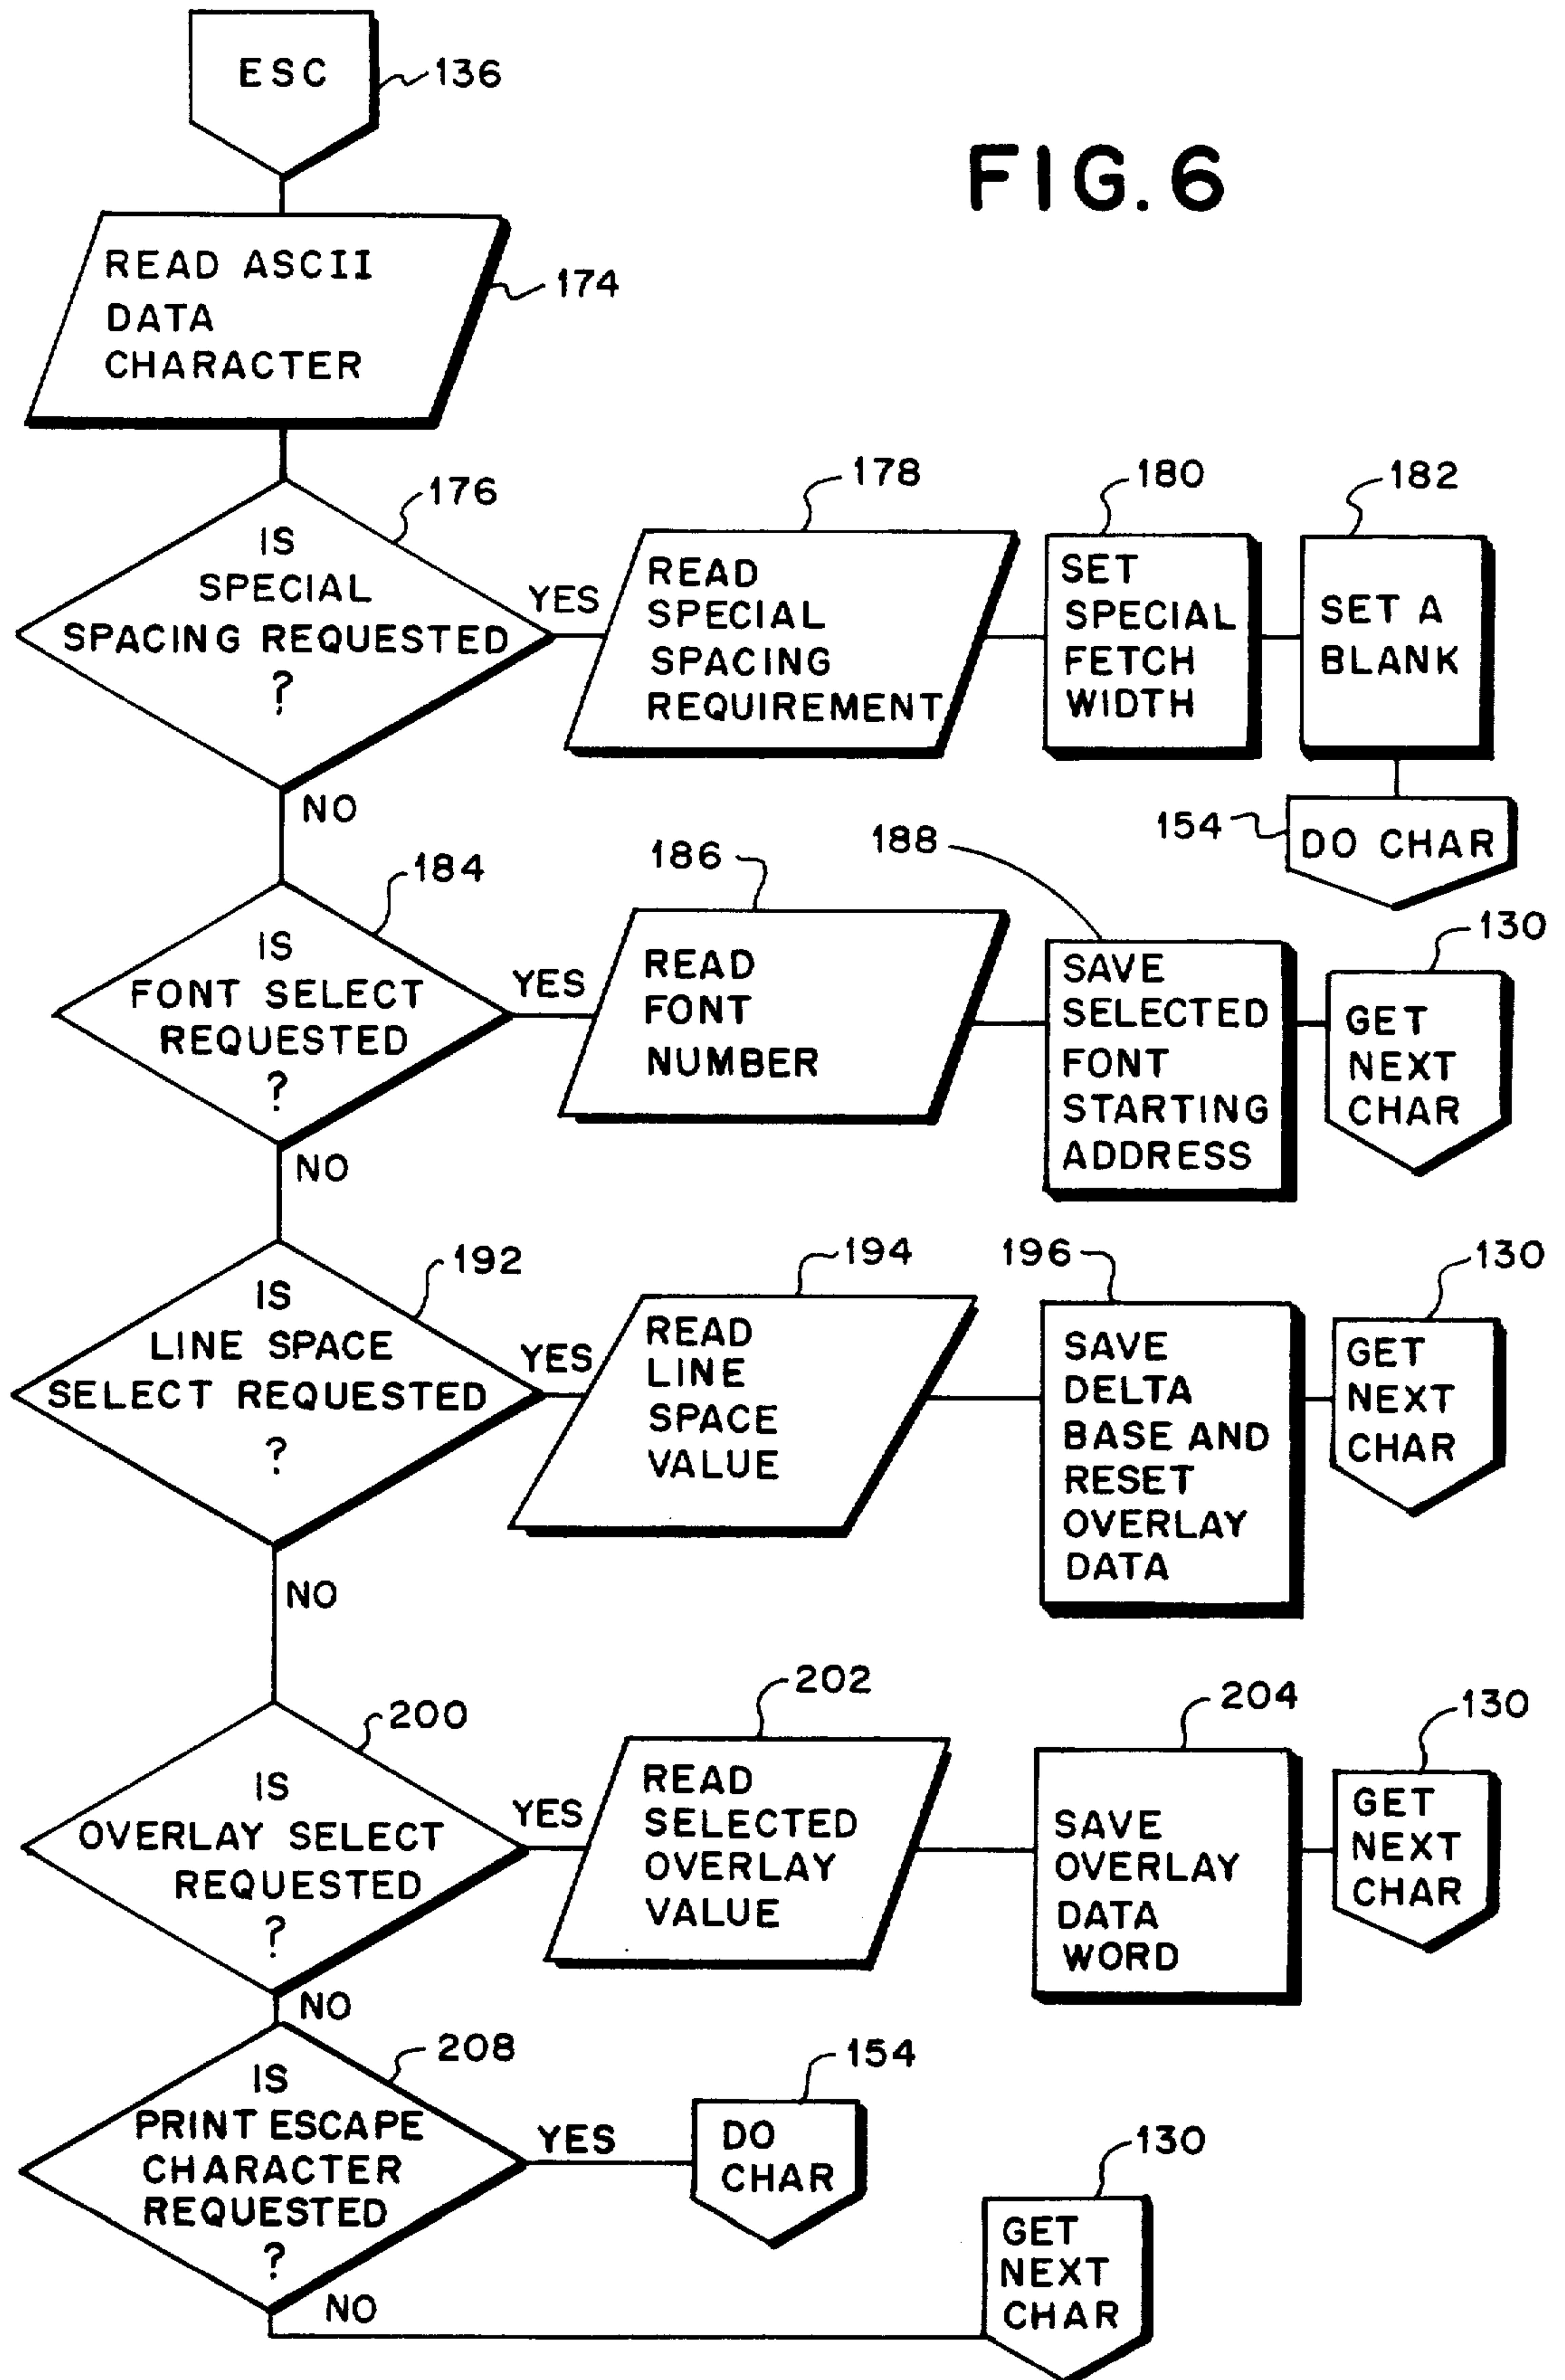 FIG. 6
ESC
136
READ ASCII
DATA
CHARACTER
174
IS
SPECIAL
SPACING REQUESTED
?
176
YES
READ
SPECIAL
SPACING
REQUIREMENT
178
SET
SPECIAL
FETCH
WIDTH
180
SET A
BLANK
182
154
DO CHAR
NO
IS
FONT SELECT
REQUESTED
?
184
YES
READ
FONT
NUMBER
186
SAVE
SELECTED
FONT
STARTING
ADDRESS
188
GET
NEXT
CHAR
130
NO
IS
LINE SPACE
SELECT REQUESTED
?
192
YES
READ
LINE
SPACE
VALUE
194
SAVE
DELTA
BASE AND
RESET
OVERLAY
DATA
196
GET
NEXT
CHAR
130
NO
IS
OVERLAY SELECT
REQUESTED
?
200
YES
READ
SELECTED
OVERLAY
VALUE
202
SAVE
OVERLAY
DATA
WORD
204
GET
NEXT
CHAR
130
NO
IS
PRINT ESCAPE
CHARACTER
REQUESTED
?
208
YES
DO
CHAR
154
NO
GET
NEXT
CHAR
130